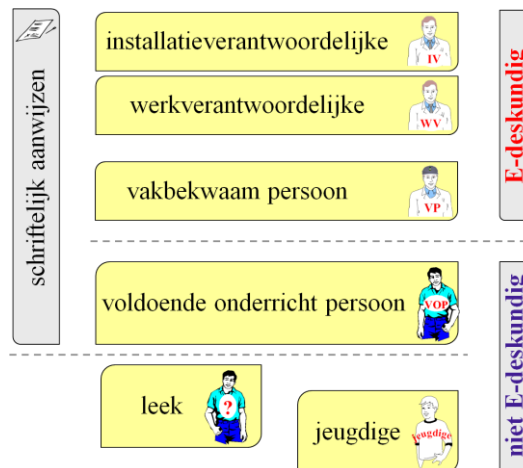 schriftelijk aanwijzen
installatieverantwoordelijke
IV
werkverantwoordelijke
WV
vakbekwaam persoon
VP
E-deskundig
voldoende onderricht persoon
VOP
leek
?
jeugdige
jeugdige
niet E-deskundig